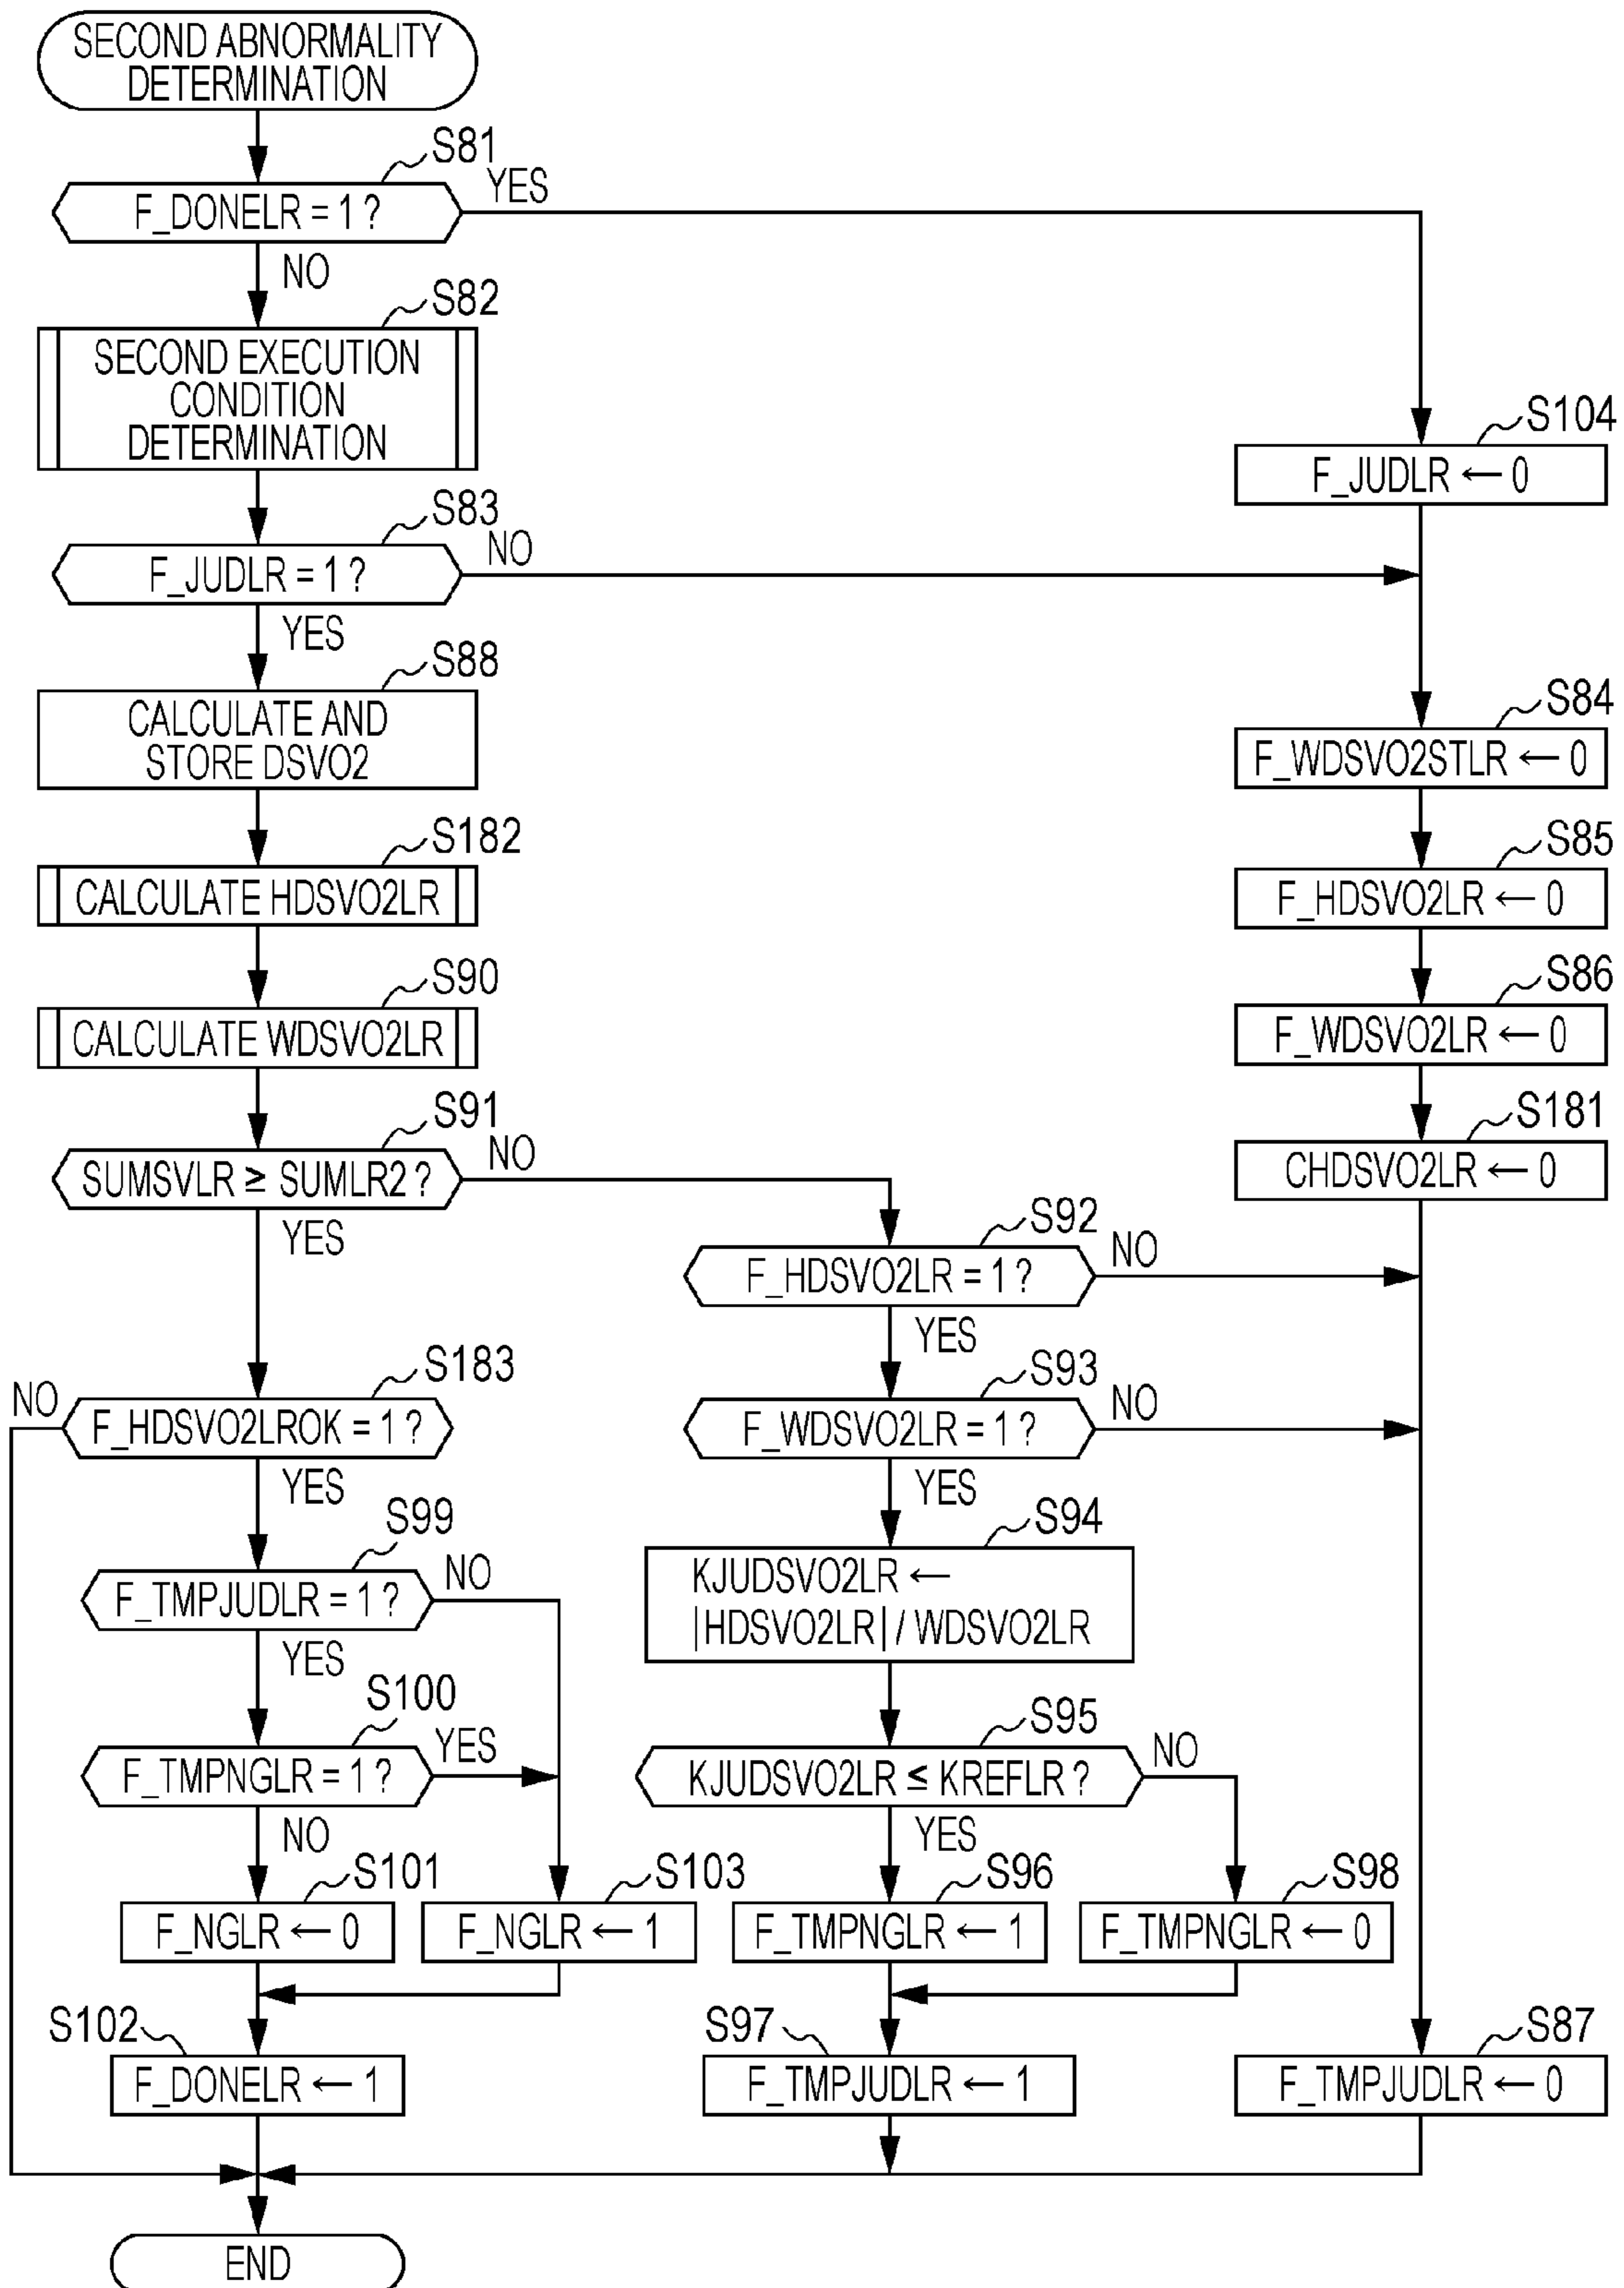 SECOND ABNORMALITY
DETERMINATION
S81
F_DONELR = 1 ?
YES
NO
S82
SECOND EXECUTION
CONDITION
DETERMINATION
S104
F_JUDLR ← 0
S83
F_JUDLR = 1 ?
NO
YES
S88
CALCULATE AND
STORE DSVO2
S84
F_WDSVO2STLR ← 0
S182
CALCULATE HDSVO2LR
S85
F_HDSVO2LR ← 0
S90
CALCULATE WDSVO2LR
S86
F_WDSVO2LR ← 0
S91
SUMSVLR ≥ SUMLR2 ?
NO
YES
S181
CHDSVO2LR ← 0
S92
F_HDSVO2LR = 1 ?
NO
YES
S183
NO
F_HDSVO2LROK = 1 ?
YES
S93
F_WDSVO2LR = 1 ?
NO
YES
S99
F_TMPJUDLR = 1 ?
NO
YES
S94
KJUDSVO2LR ←
|HDSVO2LR| / WDSVO2LR
S100
F_TMPNGLR = 1 ?
YES
NO
S95
KJUDSVO2LR ≤ KREFLR ?
NO
YES
S101
F_NGLR ← 0
S103
F_NGLR ← 1
S96
F_TMPNGLR ← 1
S98
F_TMPNGLR ← 0
S102
F_DONELR ← 1
S97
F_TMPJUDLR ← 1
S87
F_TMPJUDLR ← 0
END